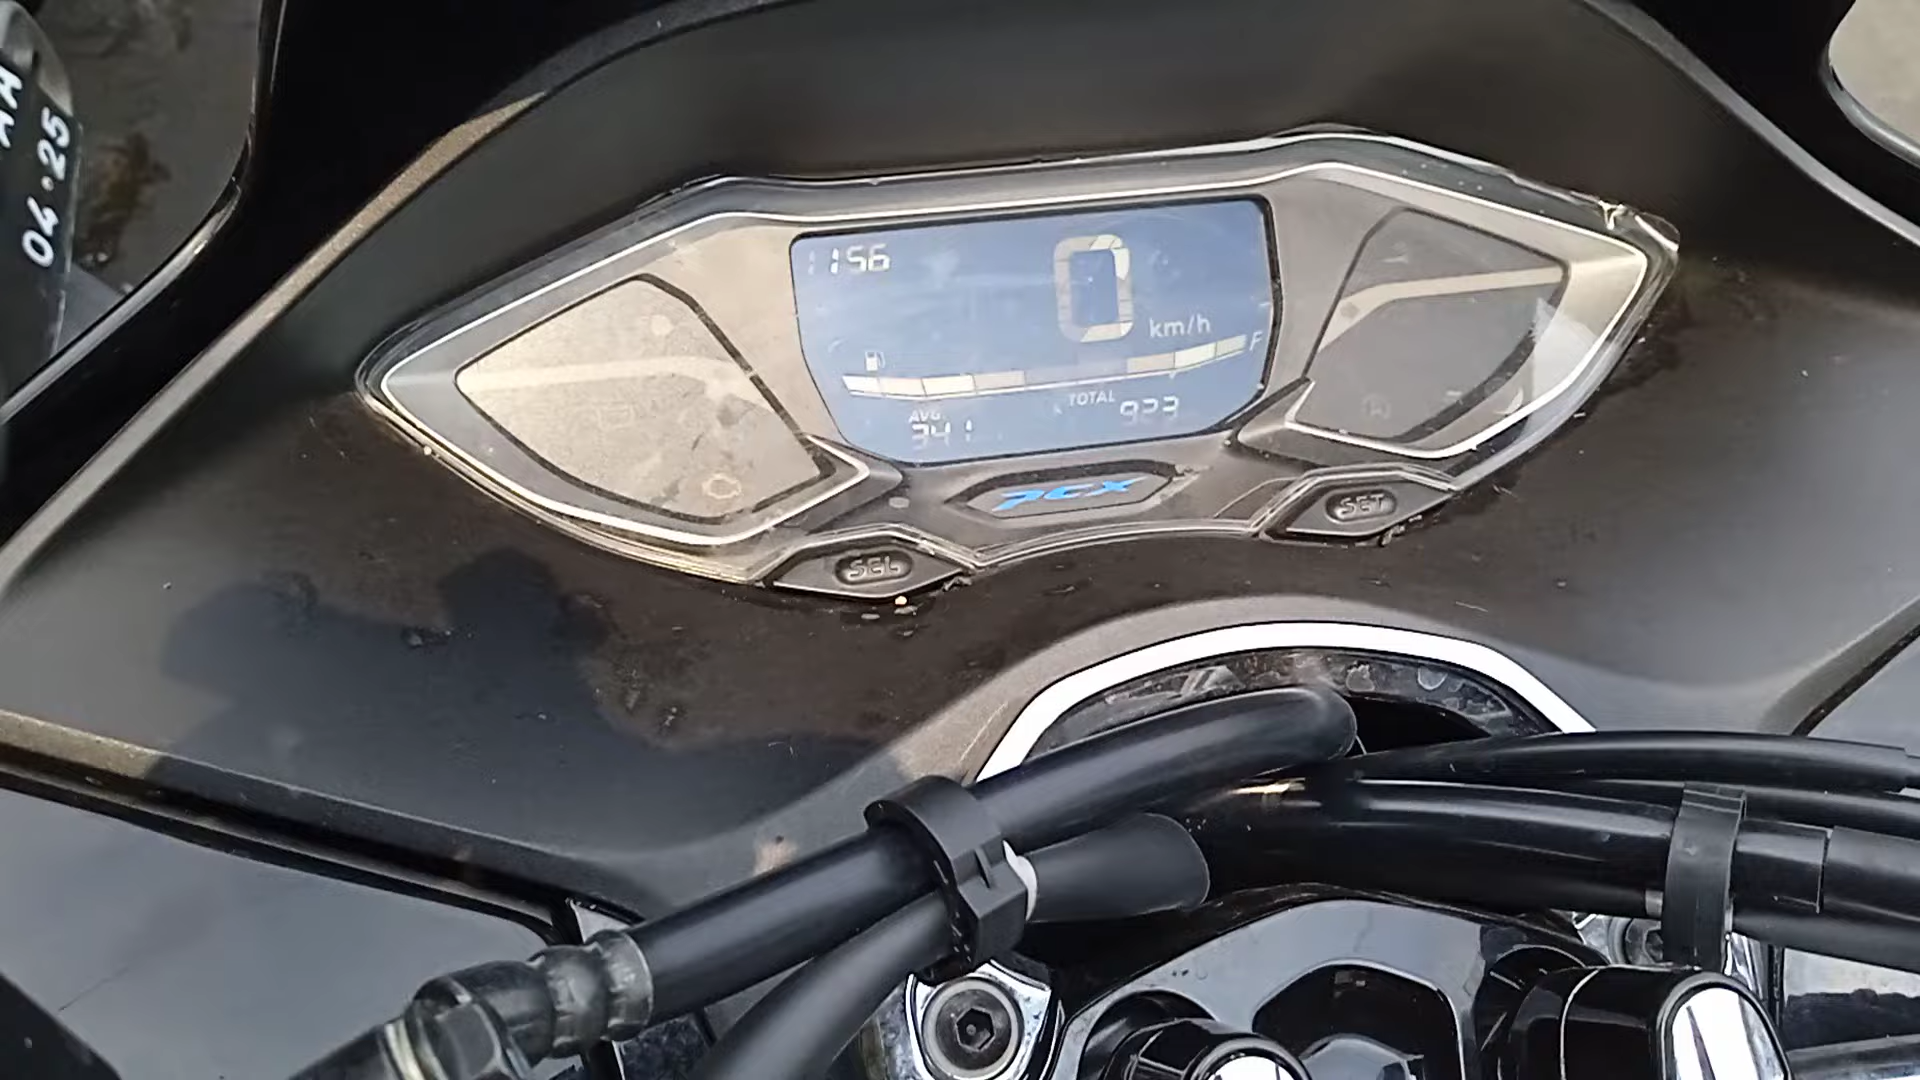 04•25
11:56
0
km/h
F
AVG.
34.1
TOTAL
923
PCX
SEL
SET